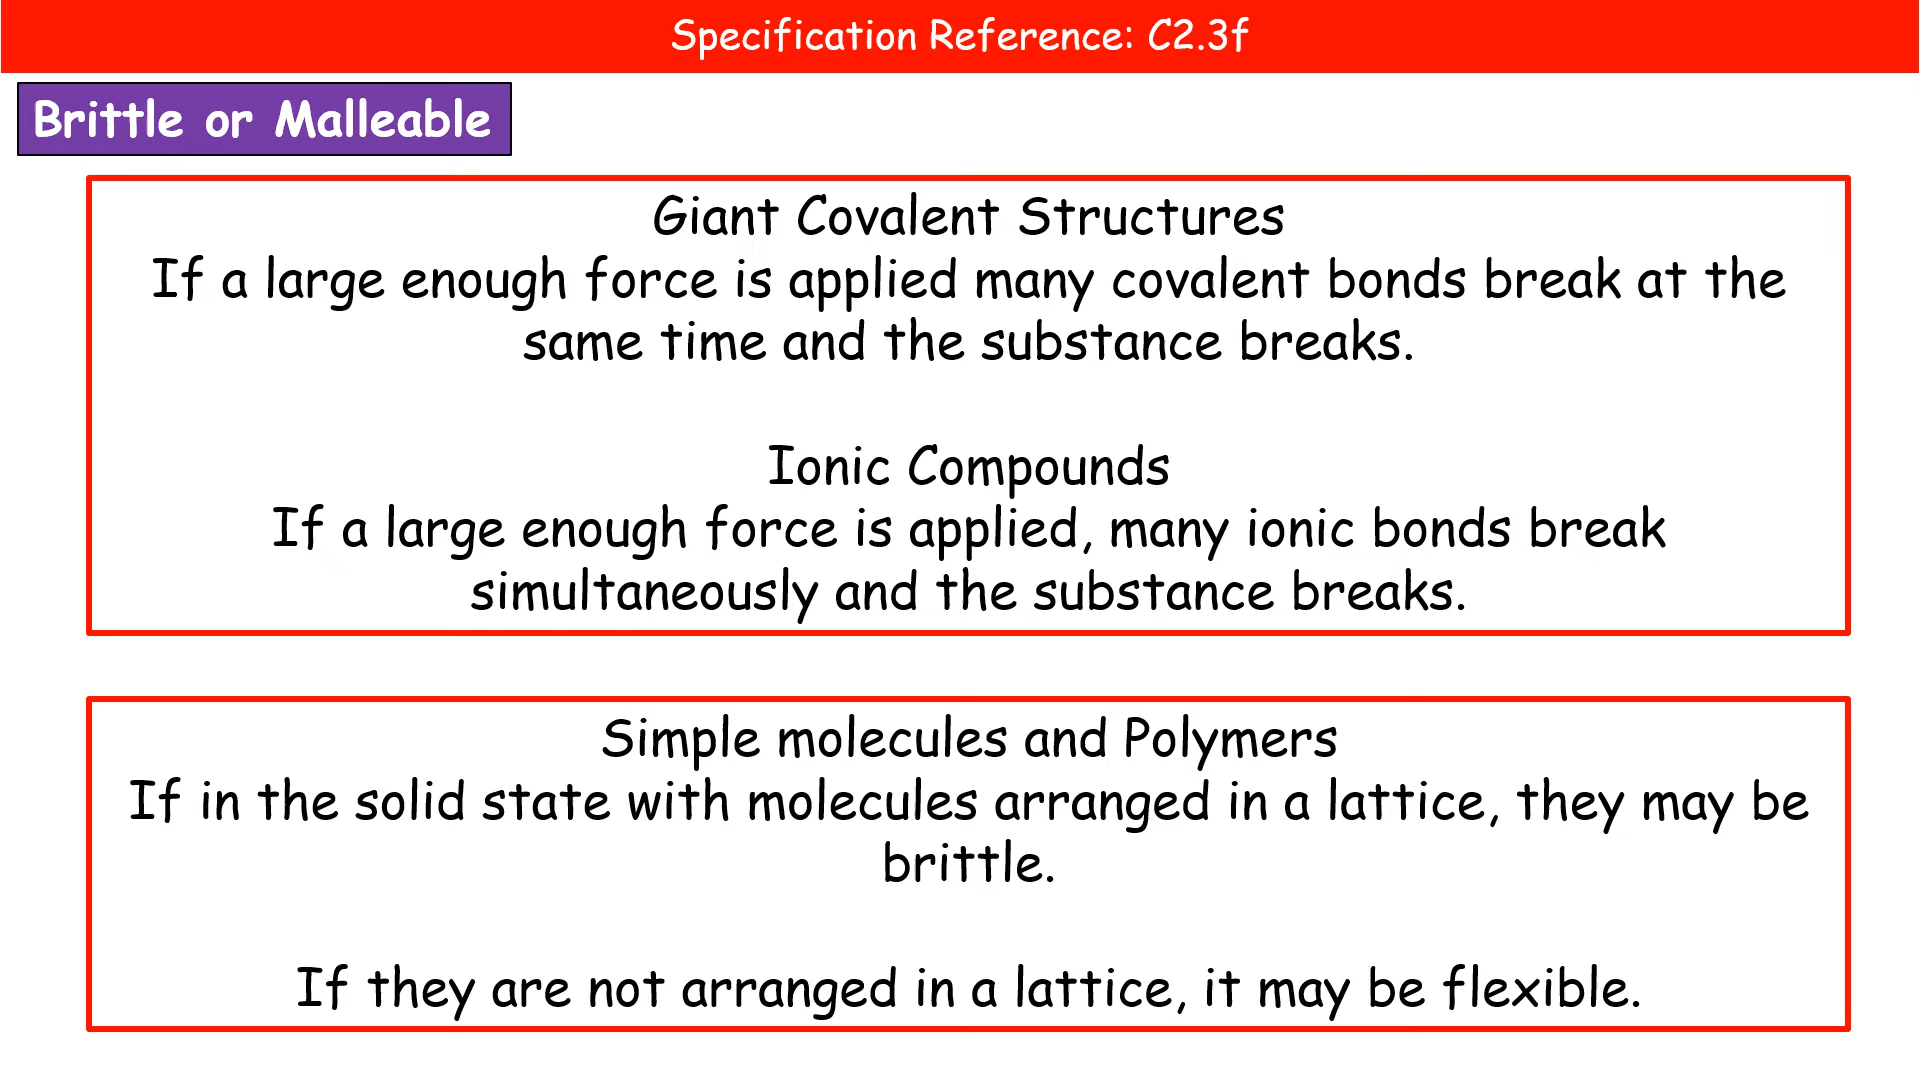 Specification Reference: C2.3f
Brittle or Malleable
Giant Covalent Structures
If a large enough force is applied many covalent bonds break at the
same time and the substance breaks.
Ionic Compounds
If a large enough force is applied, many ionic bonds break
simultaneously and the substance breaks.
Simple molecules and Polymers
If in the solid state with molecules arranged in a lattice, they may be
brittle.
If they are not arranged in a lattice, it may be flexible.